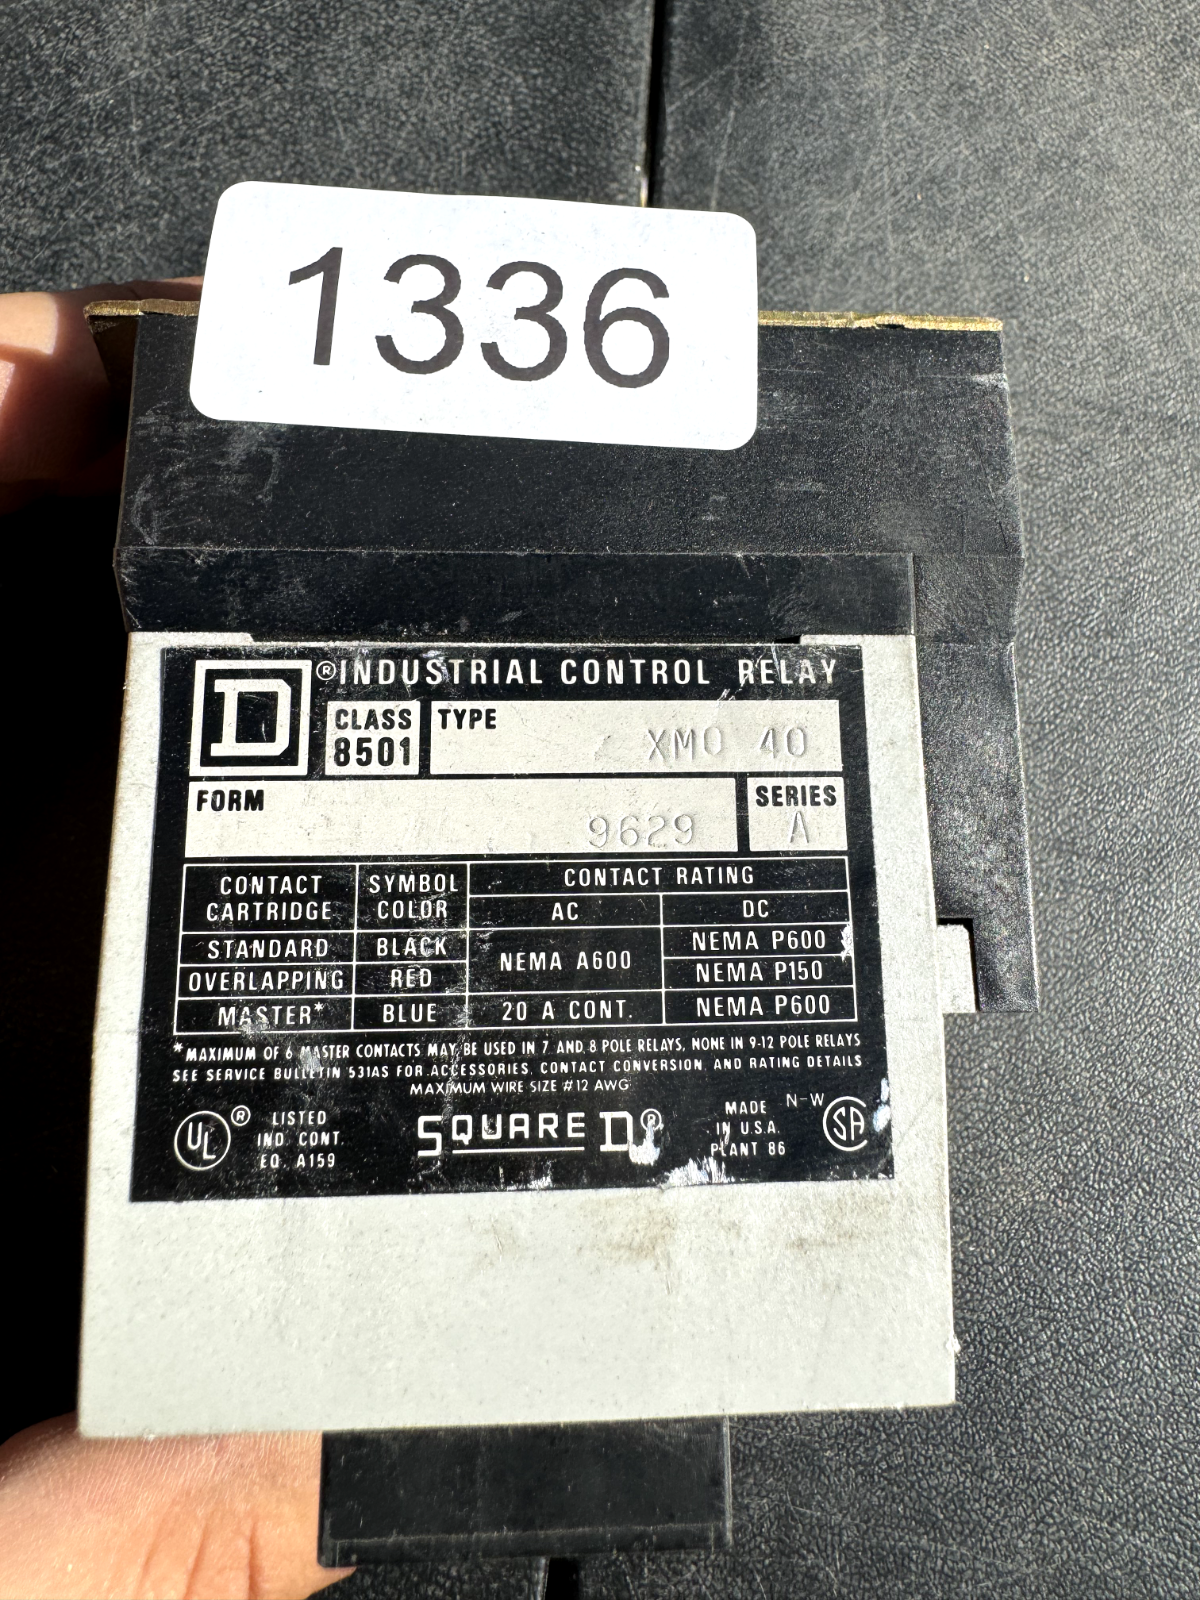 1336
D ® INDUSTRIAL CONTROL RELAY
CLASS 8501
TYPE XMO 40
FORM 9629
SERIES A
CONTACT CARTRIDGE SYMBOL COLOR CONTACT RATING
AC DC
STANDARD BLACK NEMA A600 NEMA P600
OVERLAPPING RED NEMA P150
MASTER* BLUE 20 A CONT. NEMA P600
*MAXIMUM OF 6 MASTER CONTACTS MAY BE USED IN 7 AND 8 POLE RELAYS, NONE IN 9-12 POLE RELAYS
SEE SERVICE BULLETIN 531AS FOR ACCESSORIES, CONTACT CONVERSION AND RATING DETAILS
MAXIMUM WIRE SIZE #12 AWG
UL ® LISTED
IND. CONT.
EQ. A159
SQUARE D ®
MADE N-W
IN U.S.A.
PLANT 86
SA